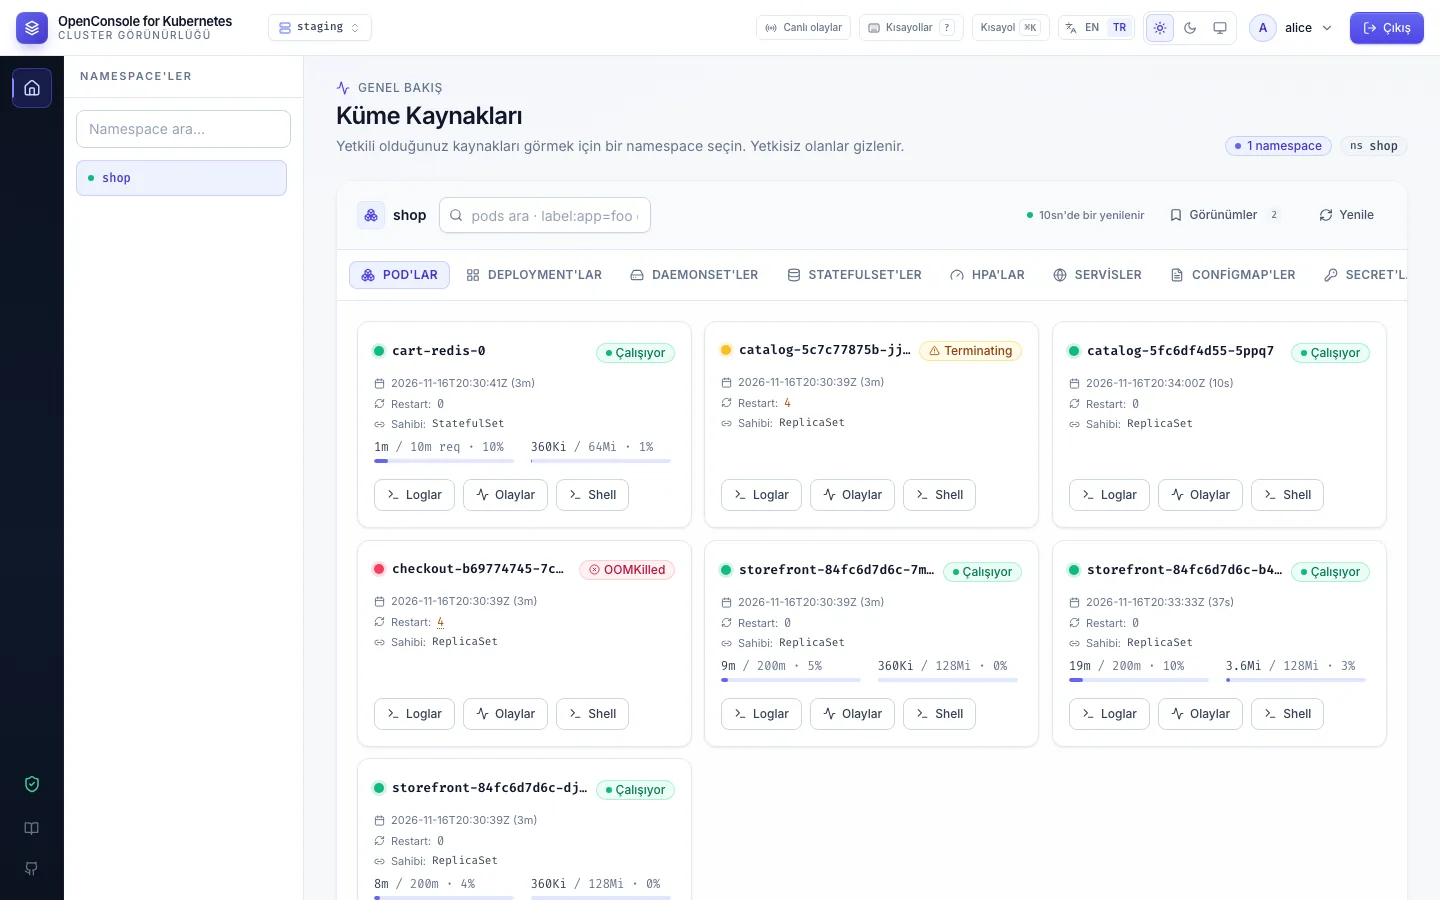 OpenConsole for Kubernetes
CLUSTER GÖRÜNÜRLÜĞÜ
staging
Canlı olaylar
Kısayollar ?
Kısayol ⌘K
EN TR
A alice
Çıkış
NAMESPACE'LER
Namespace ara...
shop
GENEL BAKIŞ
Küme Kaynakları
Yetkili olduğunuz kaynakları görmek için bir namespace seçin. Yetkisiz olanlar gizlenir.
1 namespace
ns shop
shop
pods ara · label:app=foo
10sn'de bir yenilenir
Görünümler 2
Yenile
POD'LAR
DEPLOYMENT'LAR
DAEMONSET'LER
STATEFULSET'LER
HPA'LAR
SERVİSLER
CONFİGMAP'LER
SECRET'L
cart-redis-0
Çalışıyor
2026-11-16T20:30:41Z (3m)
Restart: 0
Sahibi: StatefulSet
1m / 10m req · 10%
360Ki / 64Mi · 1%
Loglar
Olaylar
Shell
catalog-5c7c77875b-jj…
Terminating
2026-11-16T20:30:39Z (3m)
Restart: 4
Sahibi: ReplicaSet
Loglar
Olaylar
Shell
catalog-5fc6df4d55-5ppq7
Çalışıyor
2026-11-16T20:34:00Z (10s)
Restart: 0
Sahibi: ReplicaSet
Loglar
Olaylar
Shell
checkout-b69774745-7c…
OOMKilled
2026-11-16T20:30:39Z (3m)
Restart: 4
Sahibi: ReplicaSet
Loglar
Olaylar
Shell
storefront-84fc6d7d6c-7m…
Çalışıyor
2026-11-16T20:30:39Z (3m)
Restart: 0
Sahibi: ReplicaSet
9m / 200m · 5%
360Ki / 128Mi · 0%
Loglar
Olaylar
Shell
storefront-84fc6d7d6c-b4…
Çalışıyor
2026-11-16T20:33:33Z (37s)
Restart: 0
Sahibi: ReplicaSet
19m / 200m · 10%
3.6Mi / 128Mi · 3%
Loglar
Olaylar
Shell
storefront-84fc6d7d6c-dj…
Çalışıyor
2026-11-16T20:30:39Z (3m)
Restart: 0
Sahibi: ReplicaSet
8m / 200m · 4%
360Ki / 128Mi · 0%